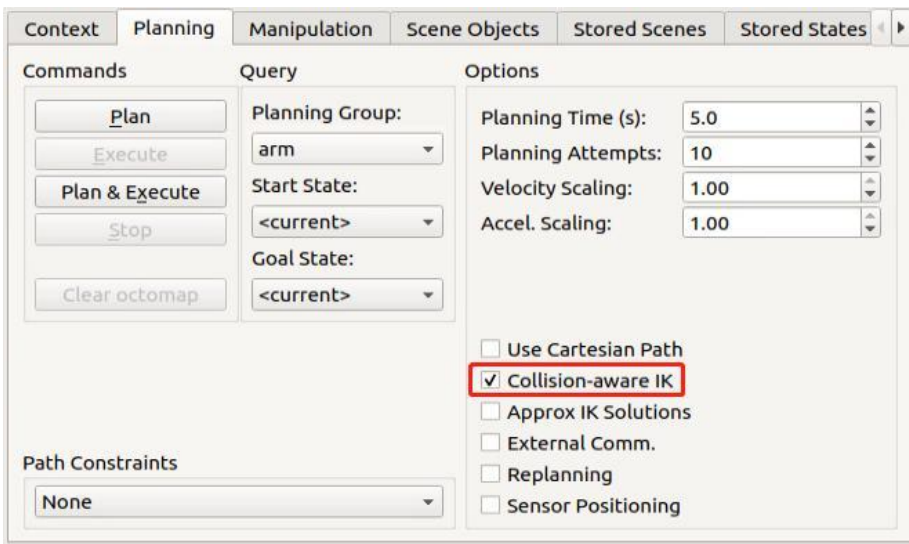 Context Planning Manipulation Scene Objects Stored Scenes Stored States
Commands
Plan
Execute
Plan & Execute
Stop
Clear octomap
Query
Planning Group:
arm
Start State:
<current>
Goal State:
<current>
Options
Planning Time (s): 5.0
Planning Attempts: 10
Velocity Scaling: 1.00
Accel. Scaling: 1.00
Use Cartesian Path
Collision-aware IK
Approx IK Solutions
External Comm.
Replanning
Sensor Positioning
Path Constraints
None